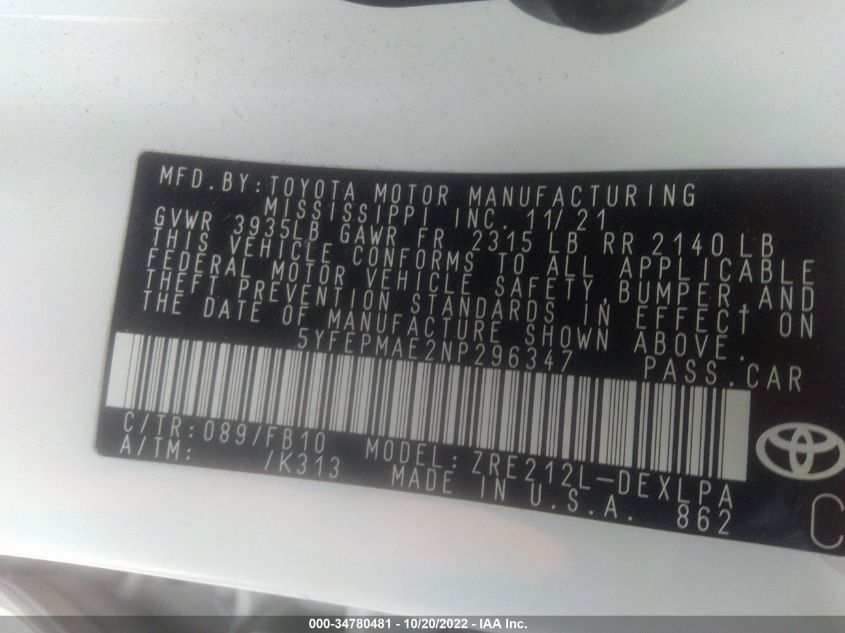 MFD.BY:TOYOTA MOTOR MANUFACTURING
MISSISSIPPI INC. 11/21
GVWR 3935LB GAWR FR 2315 LB RR 2140 LB
THIS VEHICLE CONFORMS TO ALL APPLICABLE
FEDERAL MOTOR VEHICLE SAFETY,BUMPER,AND
THEFT PREVENTION STANDARDS IN EFFECT ON
THE DATE OF MANUFACTURE SHOWN ABOVE.
5YFEPMAE2NP296347 PASS.CAR
C/TR:089/FB10 MODEL:ZRE212L-DEXLPA
A/TM: /K313 MADE IN U.S.A. 862
C
000-34780481 - 10/20/2022 - IAA Inc.